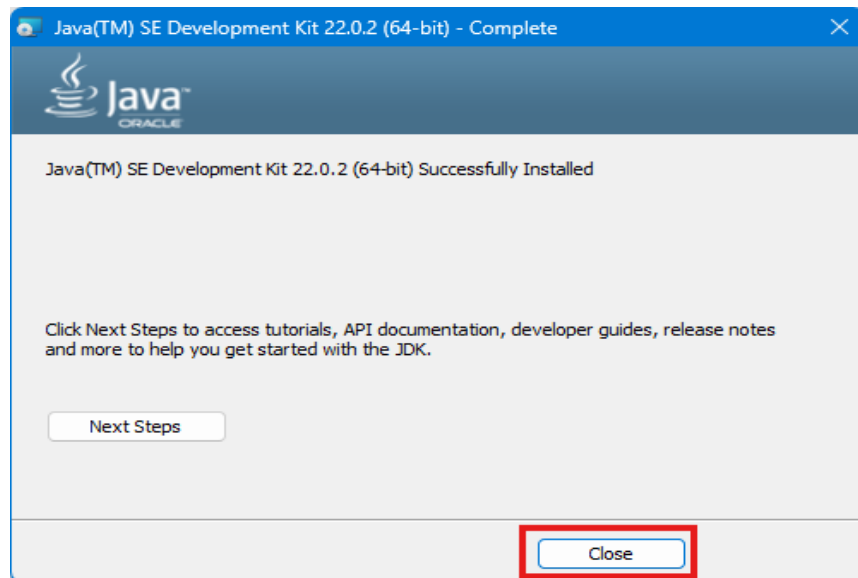 Java(TM) SE Development Kit 22.0.2 (64-bit) - Complete
Java™
ORACLE
Java(TM) SE Development Kit 22.0.2 (64-bit) Successfully Installed
Click Next Steps to access tutorials, API documentation, developer guides, release notes
and more to help you get started with the JDK.
Next Steps
Close